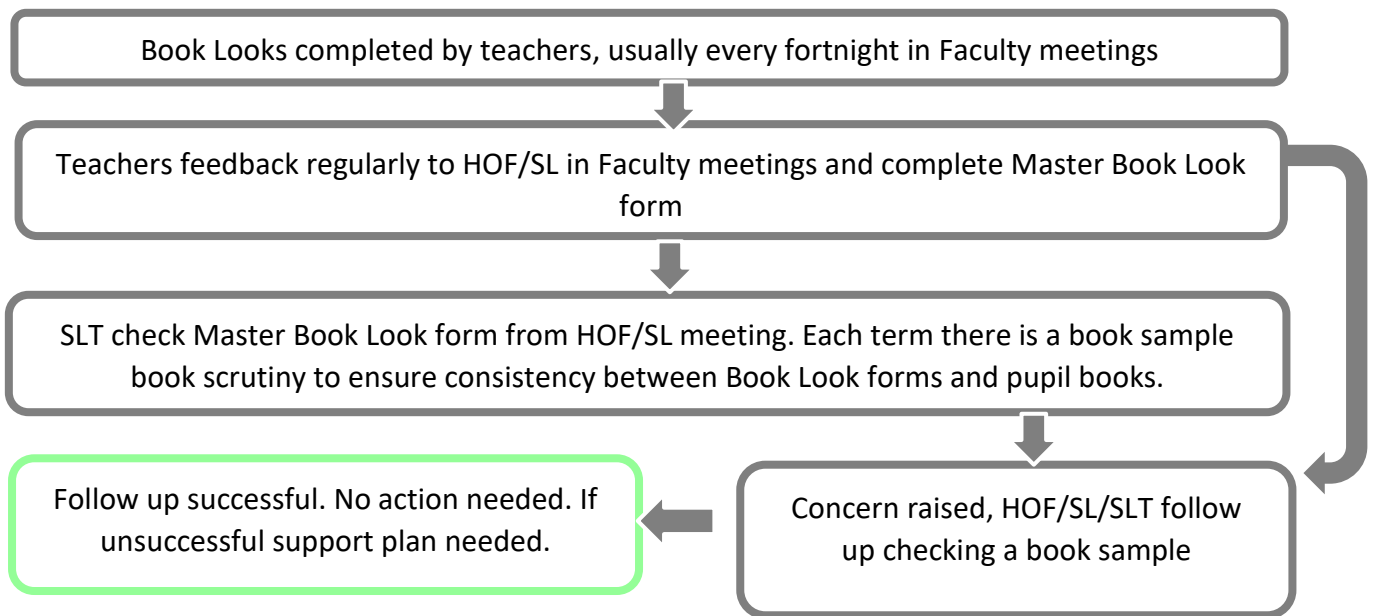 Book Looks completed by teachers, usually every fortnight in Faculty meetings
Teachers feedback regularly to HOF/SL in Faculty meetings and complete Master Book Look
form
SLT check Master Book Look form from HOF/SL meeting. Each term there is a book sample
book scrutiny to ensure consistency between Book Look forms and pupil books.
Follow up successful. No action needed. If
unsuccessful support plan needed.
Concern raised, HOF/SL/SLT follow
up checking a book sample